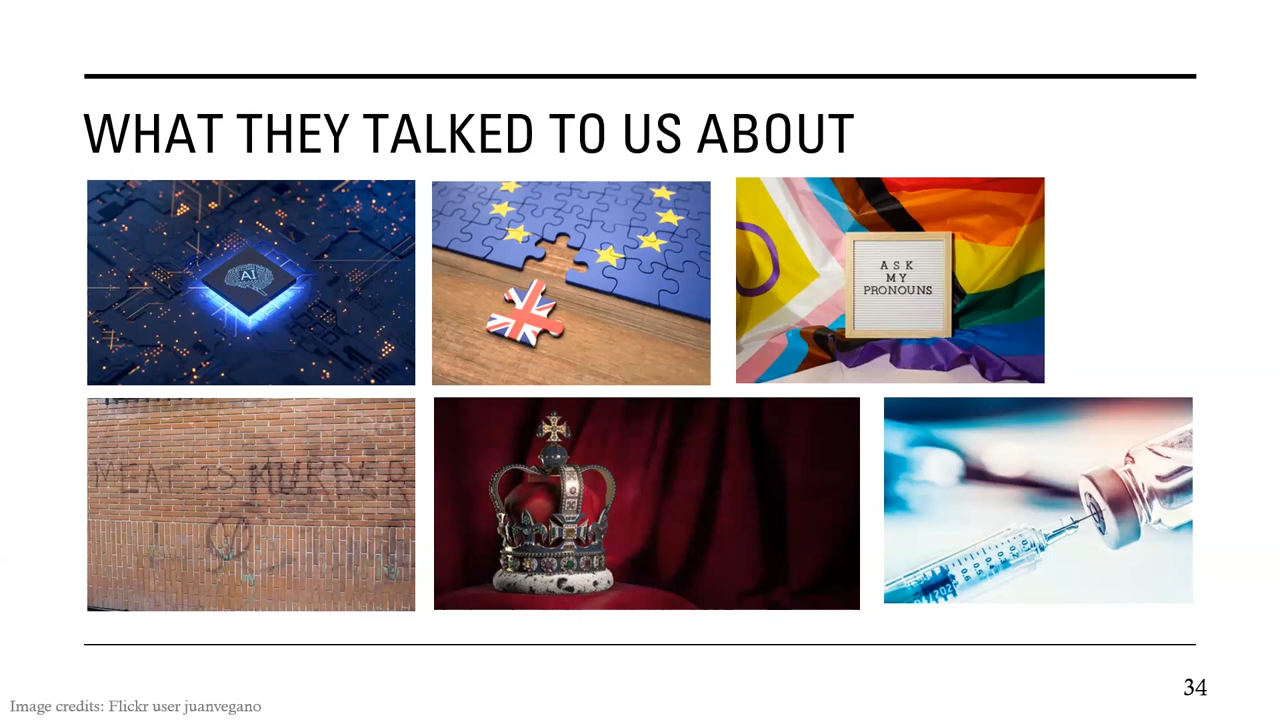 WHAT THEY TALKED TO US ABOUT
AI
ASK
MY
PRONOUNS
MEAT IS MURDER
34
Image credits: Flickr user juanvegano